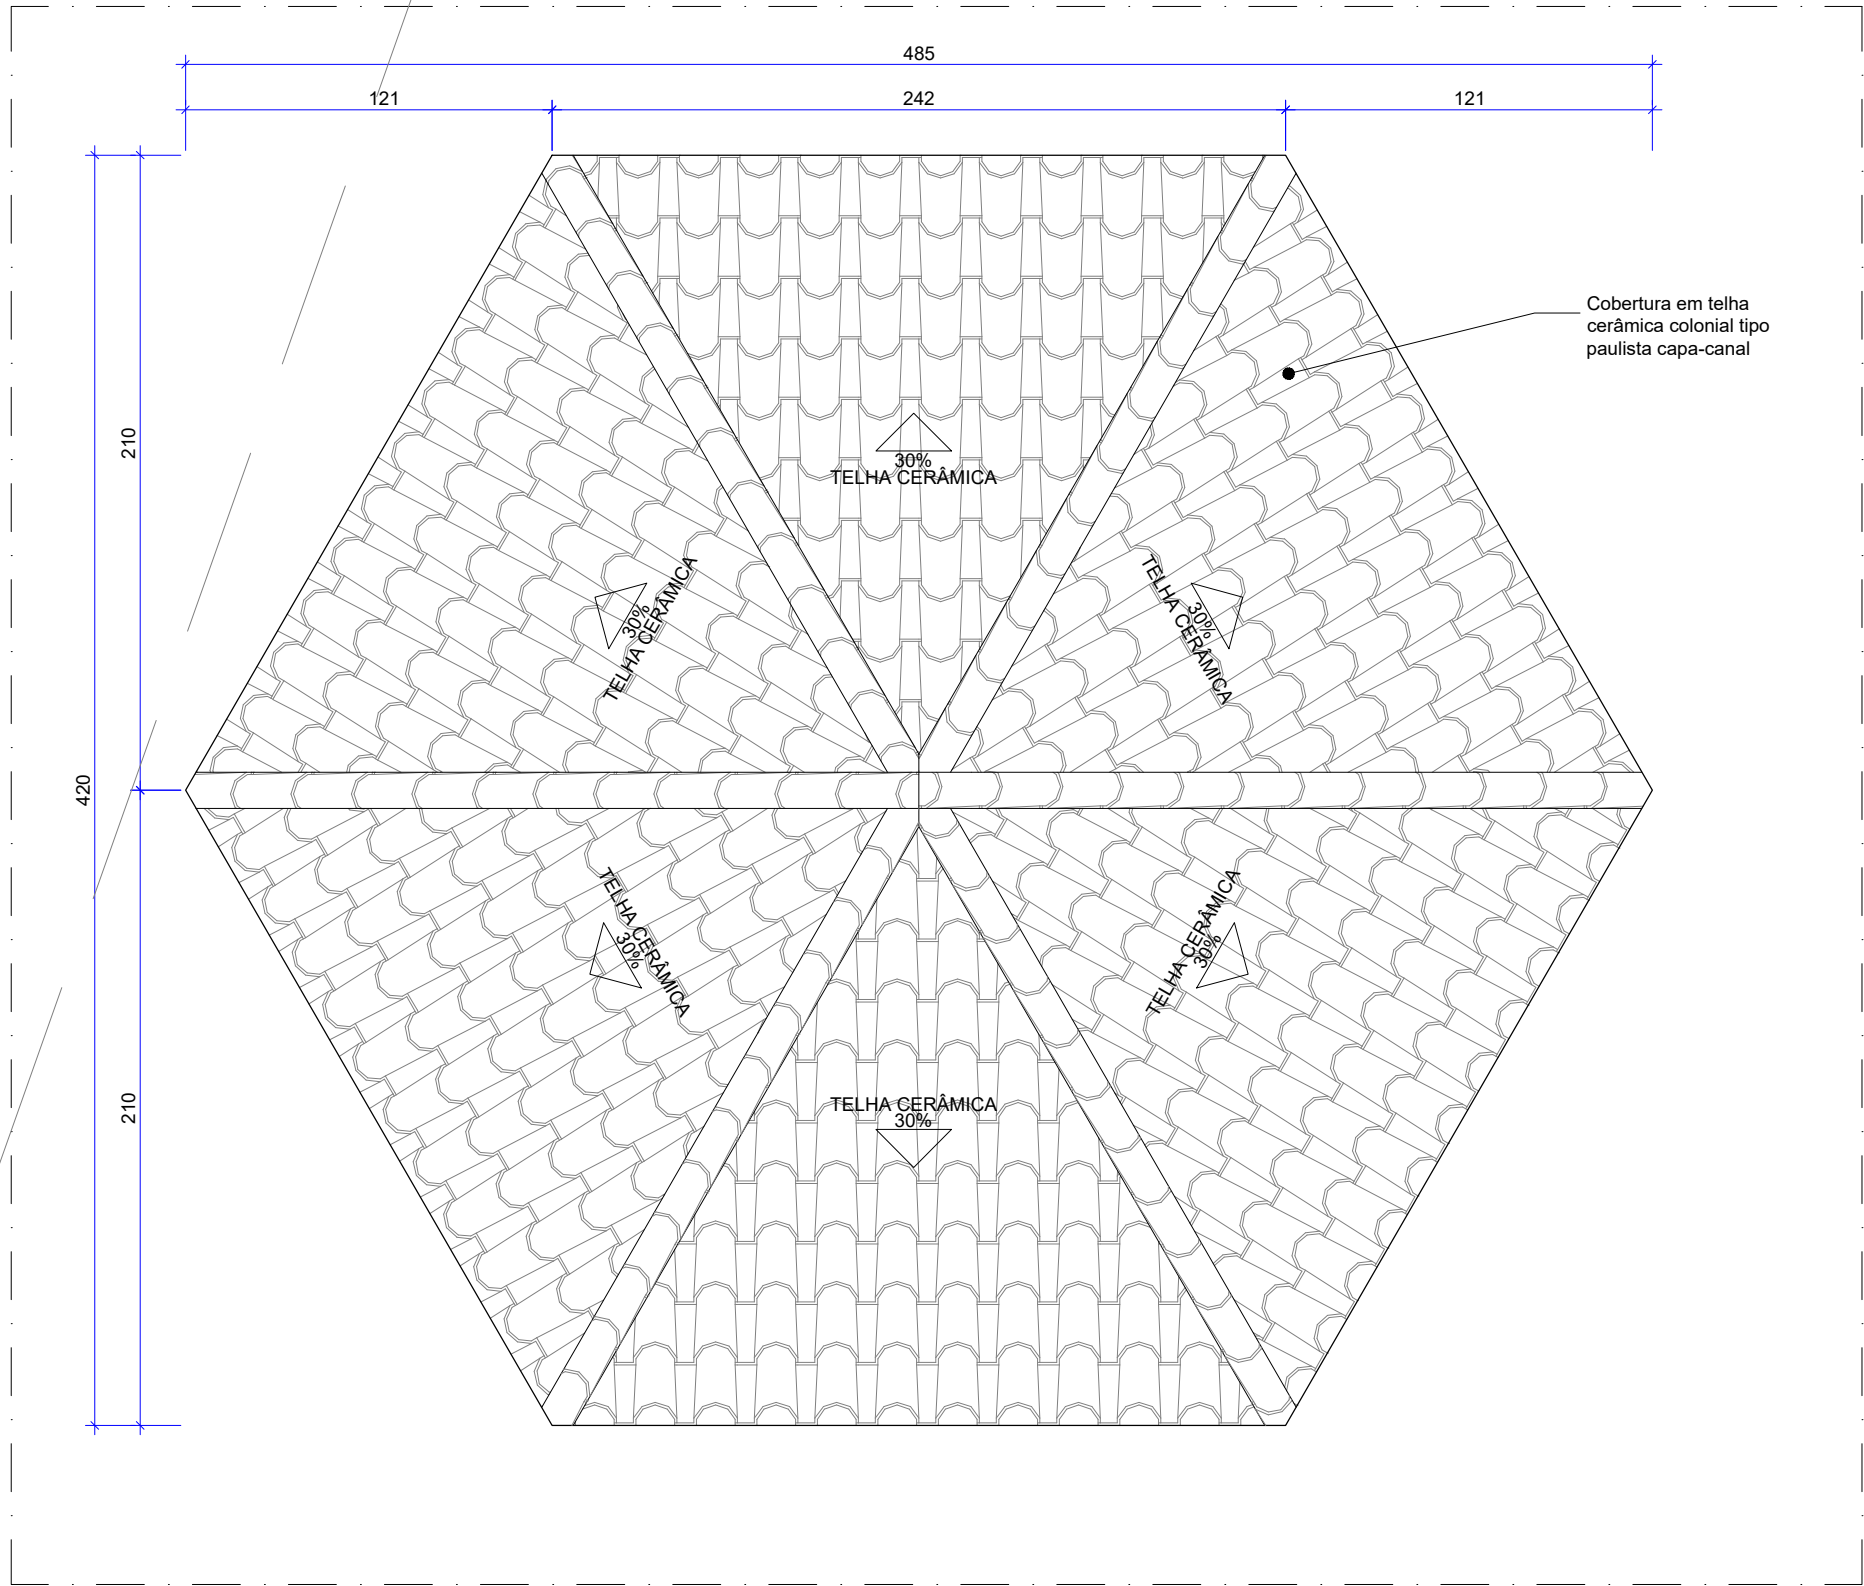 485
121
242
121
Cobertura em telha
cerâmica colonial tipo
paulista capa-canal
210
30%
TELHA CERÂMICA
30%
TELHA CERÂMICA
30%
TELHA CERÂMICA
420
TELHA CERÂMICA
30%
TELHA CERÂMICA
30%
210
TELHA CERÂMICA
30%